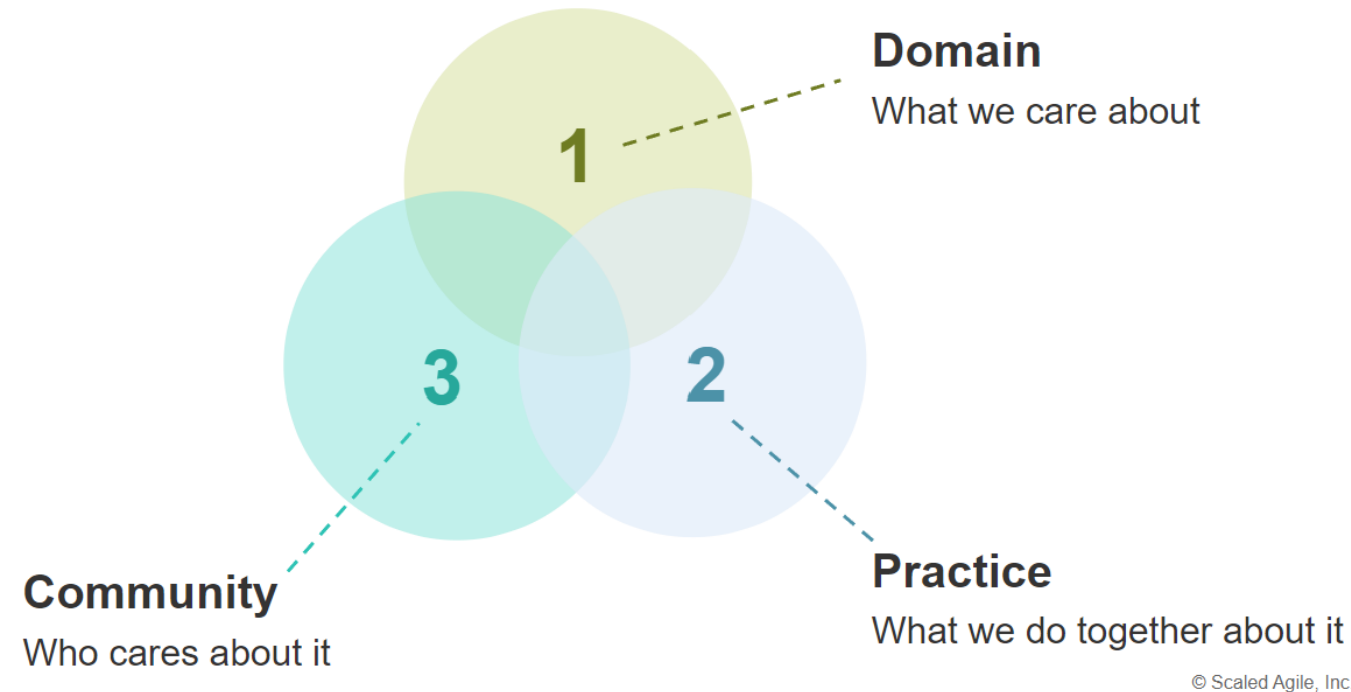 Domain
What we care about
1
3
2
Community
Who cares about it
Practice
What we do together about it
© Scaled Agile, Inc